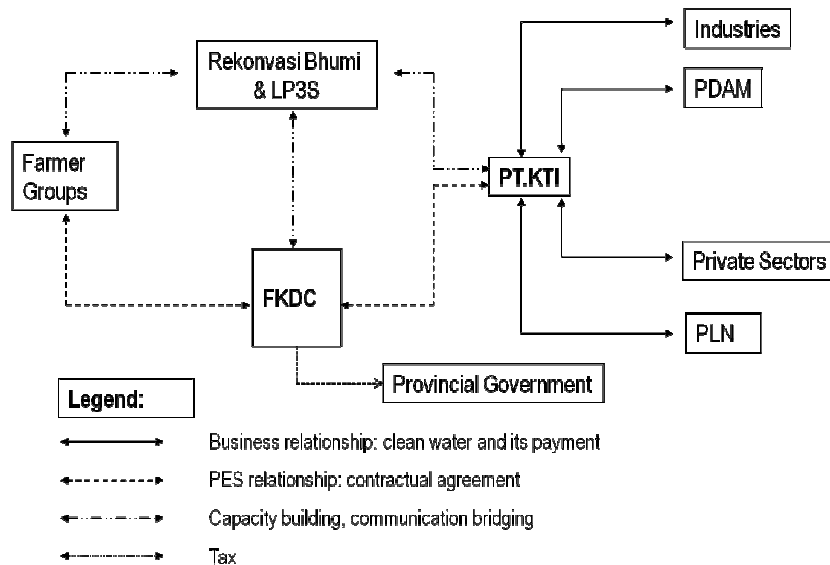 Industries
Rekonvasi Bhumi
& LP3S
PDAM
Farmer
Groups
PT.KTI
FKDC
Private Sectors
PLN
Provincial Government
Legend:
Business relationship: clean water and its payment
PES relationship: contractual agreement
Capacity building, communication bridging
Tax